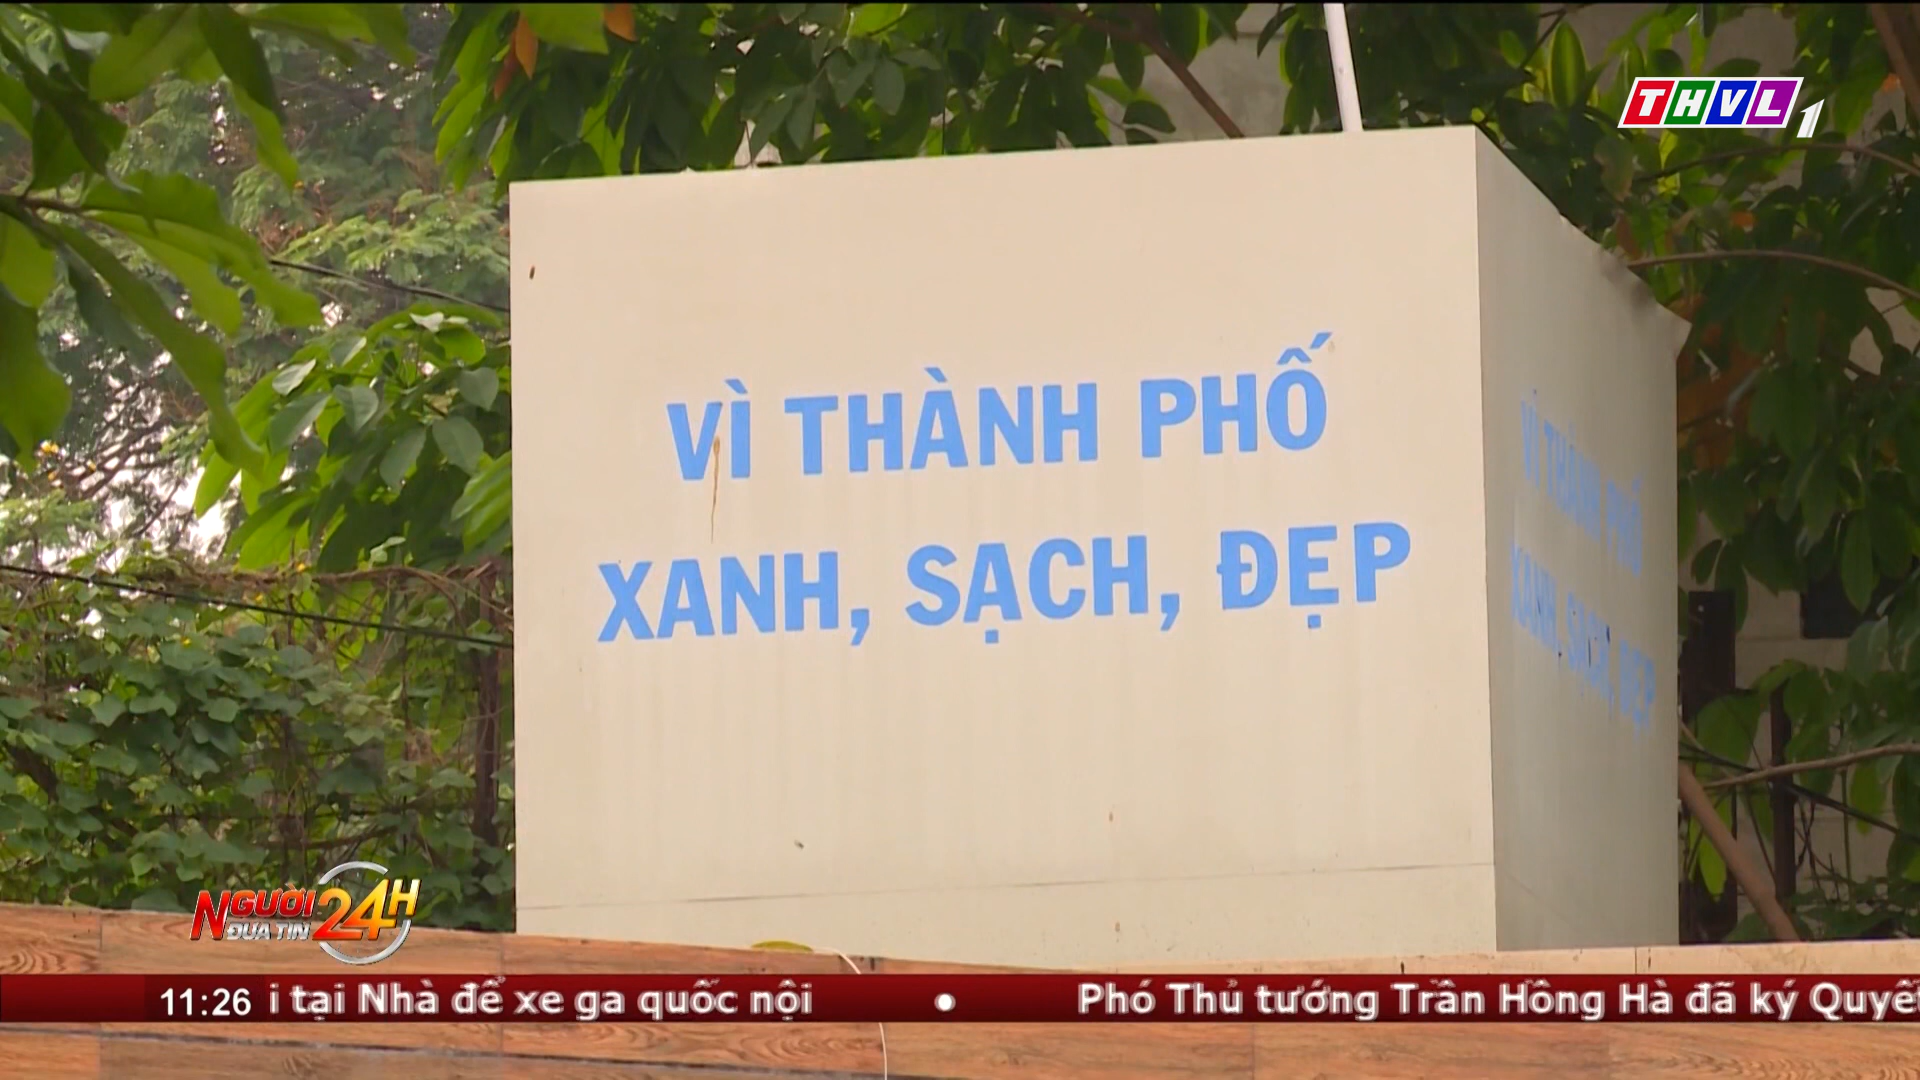 THVL1
VÌ THÀNH PHỐ
XANH, SẠCH, ĐẸP
VÌ THÀNH PHỐ
XANH, SẠCH, ĐẸP
NGƯỜI
ĐƯA TIN 24H
11:26 i tại Nhà để xe ga quốc nội • Phó Thủ tướng Trần Hồng Hà đã ký Quyết